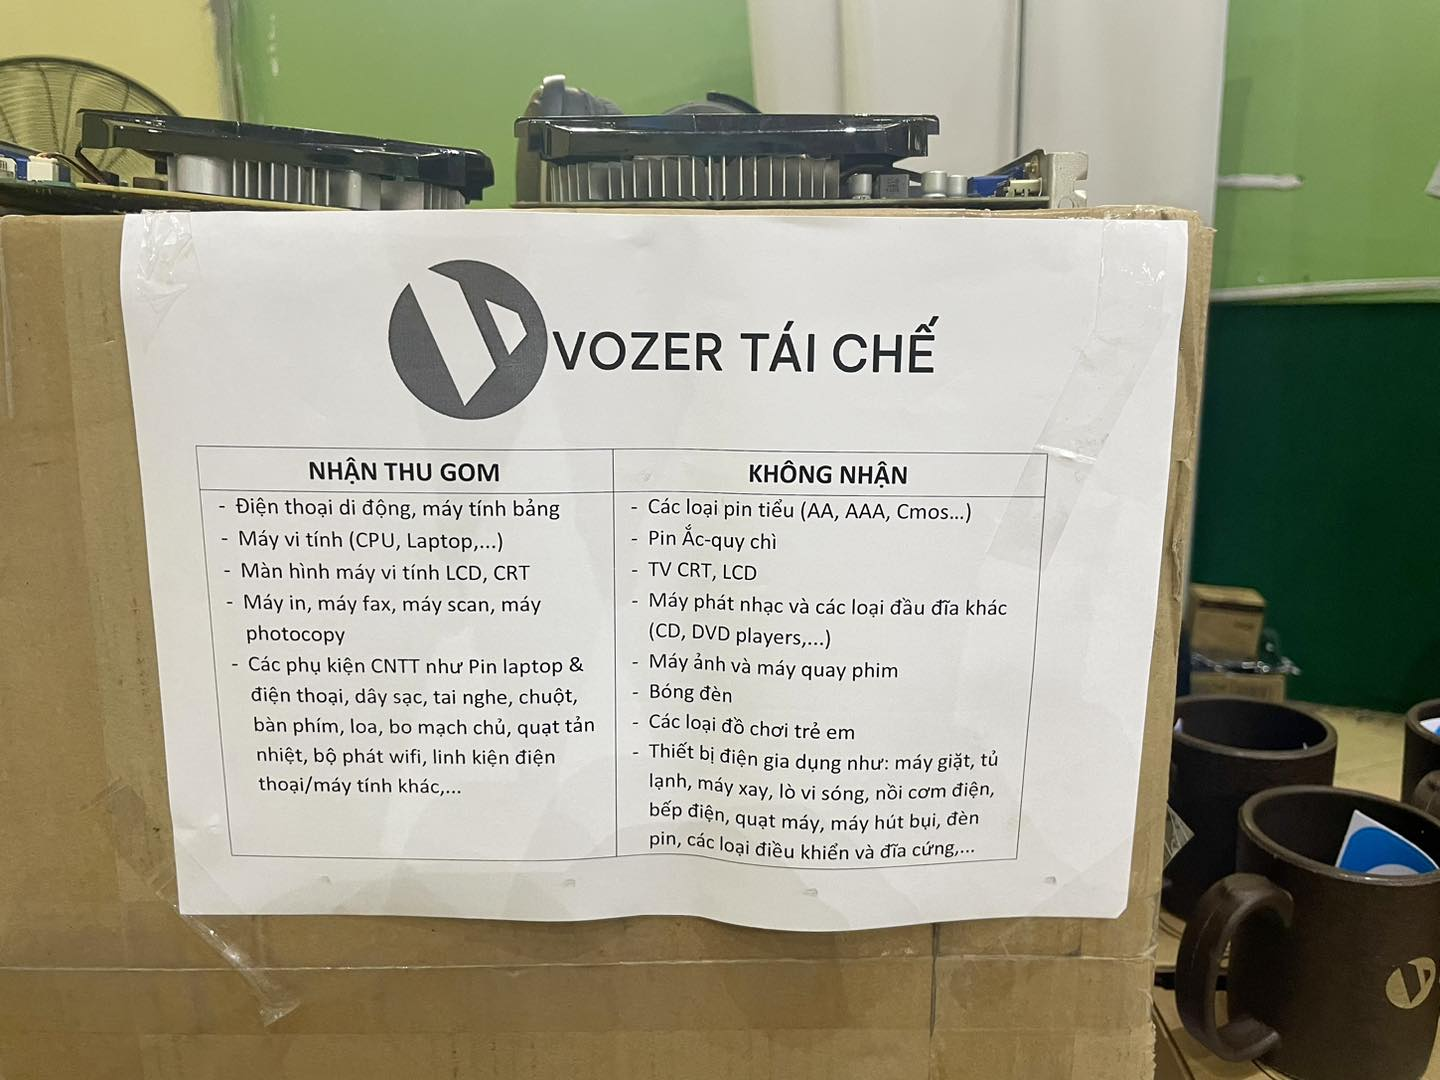 VOZER TÁI CHẾ
NHẬN THU GOM
- Điện thoại di động, máy tính bảng
- Máy vi tính (CPU, Laptop,...)
- Màn hình máy vi tính LCD, CRT
- Máy in, máy fax, máy scan, máy
photocopy
- Các phụ kiện CNTT như Pin laptop &
điện thoại, dây sạc, tai nghe, chuột,
bàn phím, loa, bo mạch chủ, quạt tản
nhiệt, bộ phát wifi, linh kiện điện
thoại/máy tính khác,...
KHÔNG NHẬN
- Các loại pin tiểu (AA, AAA, Cmos...)
- Pin Ắc-quy chì
- TV CRT, LCD
- Máy phát nhạc và các loại đầu đĩa khác
(CD, DVD players,...)
- Máy ảnh và máy quay phim
- Bóng đèn
- Các loại đồ chơi trẻ em
- Thiết bị điện gia dụng như: máy giặt, tủ
lạnh, máy xay, lò vi sóng, nồi cơm điện,
bếp điện, quạt máy, máy hút bụi, đèn
pin, các loại điều khiển và đĩa cứng,...